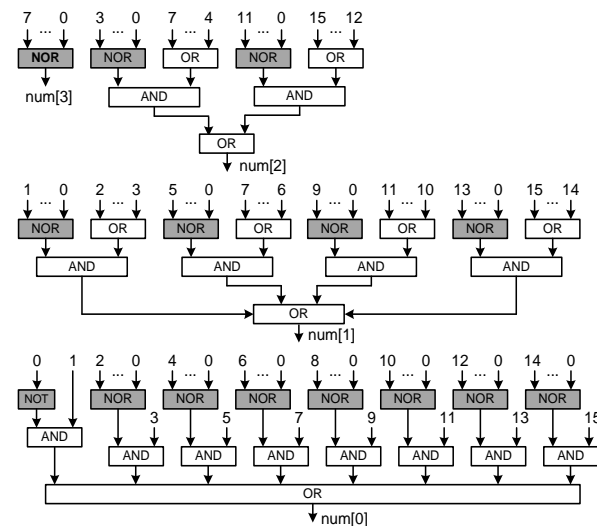 7 ... 0 3 ... 0 7 ... 4 11 ... 0 15 ... 12
NOR NOR OR NOR OR
num[3] AND AND
OR
num[2]
1 ... 0 2 ... 3 5 ... 0 7 ... 6 9 ... 0 11 ... 10 13 ... 0 15 ... 14
NOR OR NOR OR NOR OR NOR OR
AND AND AND AND
OR
num[1]
0 1 2 ... 0 4 ... 0 6 ... 0 8 ... 0 10 ... 0 12 ... 0 14 ... 0
NOT NOR NOR NOR NOR NOR NOR NOR
3 5 7 9 11 13 15
AND AND AND AND AND AND AND AND
OR
num[0]